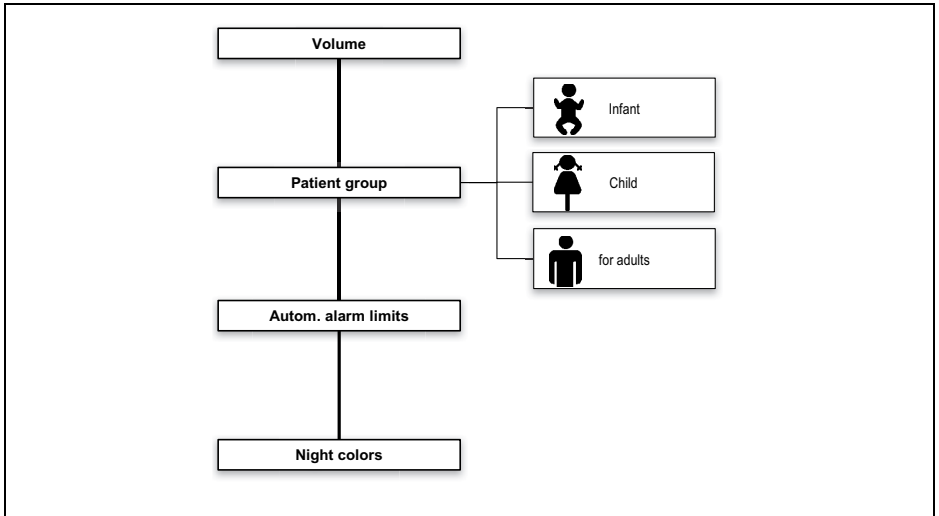 Volume
Patient group
Infant
Child
for adults
Autom. alarm limits
Night colors